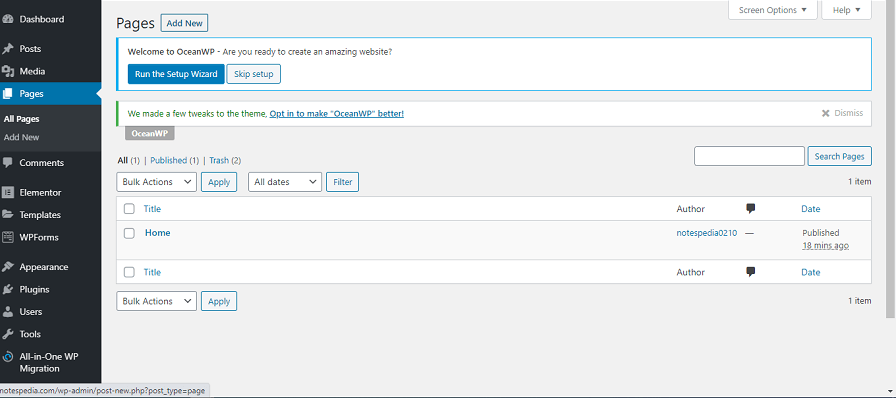 Dashboard
Posts
Media
Pages
All Pages
Add New
Comments
Elementor
Templates
WPForms
Appearance
Plugins
Users
Tools
All-in-One WP
Migration
notespedia.com/wp-admin/post-new.php?post_type=page
Screen Options
Help
Pages Add New
Welcome to OceanWP - Are you ready to create an amazing website?
Run the Setup Wizard Skip setup
We made a few tweaks to the theme, Opt in to make "OceanWP" better! Dismiss
OceanWP
All (1) | Published (1) | Trash (2)
Search Pages
Bulk Actions Apply All dates Filter 1 item
Title Author Date
Home notespedia0210 — Published
18 mins ago
Title Author Date
Bulk Actions Apply 1 item